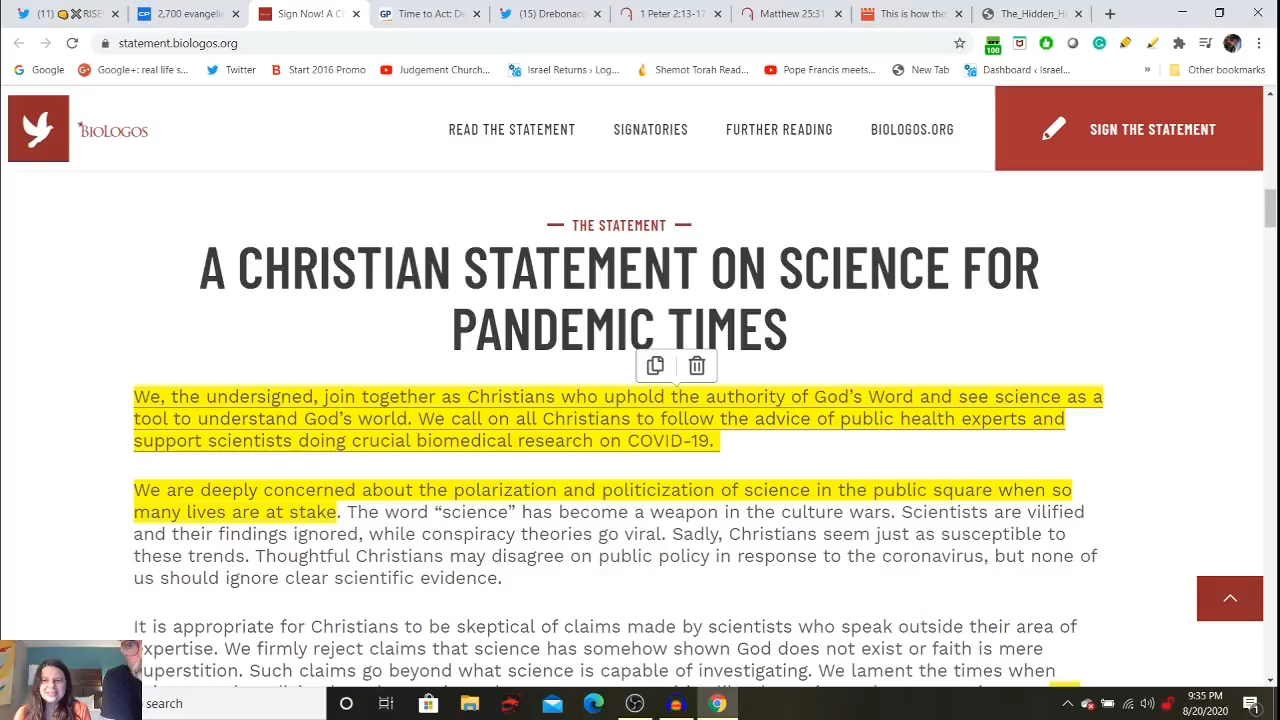 (15) 🙊RISE
2,700 evangelic
Sign Now! A C
Time to Act: De
(15) Drebonacc
1 Peter 2:13-17
Matthew 25:31
This is how the
The_Hidden_H
statement.biologos.org
100
Google
Google+: real life s...
Twitter
Start 2016 Promo
Judgement Church...
Israel Returns › Log...
Shemot Torah Read...
Pope Francis meets...
New Tab
Dashboard ‹ Israel...
»
Other bookmarks
BIOLOGOS
READ THE STATEMENT
SIGNATORIES
FURTHER READING
BIOLOGOS.ORG
SIGN THE STATEMENT
THE STATEMENT
A CHRISTIAN STATEMENT ON SCIENCE FOR
PANDEMIC TIMES
We, the undersigned, join together as Christians who uphold the authority of God’s Word and see science as a
tool to understand God’s world. We call on all Christians to follow the advice of public health experts and
support scientists doing crucial biomedical research on COVID-19.
We are deeply concerned about the polarization and politicization of science in the public square when so
many lives are at stake. The word “science” has become a weapon in the culture wars. Scientists are vilified
and their findings ignored, while conspiracy theories go viral. Sadly, Christians seem just as susceptible to
these trends. Thoughtful Christians may disagree on public policy in response to the coronavirus, but none of
us should ignore clear scientific evidence.
It is appropriate for Christians to be skeptical of claims made by scientists who speak outside their area of
expertise. We firmly reject claims that science has somehow shown God does not exist or faith is mere
superstition. Such claims go beyond what science is capable of investigating. We lament the times when
search
9:35 PM
8/20/2020